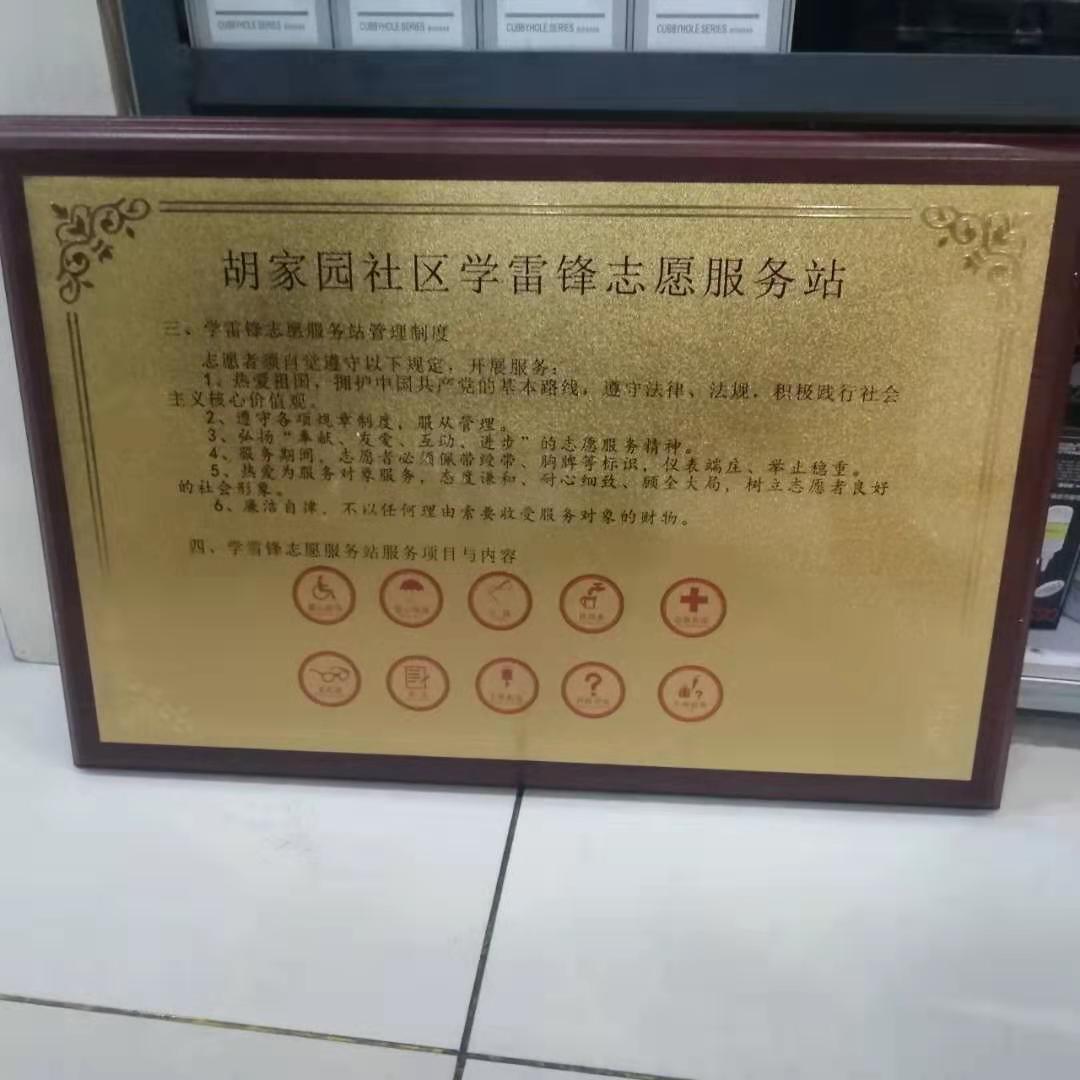 CUBBYHOLE SERIES CUBBYHOLE SERIES CUBBYHOLE SERIES CUBBYHOLE SERIES
胡家园社区学雷锋志愿服务站
三、学雷锋志愿服务站管理制度
志愿者须自觉遵守以下规定，开展服务：
1、热爱祖国，拥护中国共产党的基本路线，遵守法律、法规，积极践行社会
主义核心价值观。
2、遵守各项规章制度，服从管理。
3、弘扬“奉献、友爱、互动、进步”的志愿服务精神。
4、服务期间，志愿者必须佩带绶带、胸牌等标识，仪表端庄、举止稳重。
5、热爱为服务对象服务，态度谦和、耐心细致、顾全大局，树立志愿者良好
的社会形象。
6、廉洁自律，不以任何理由索要收受服务对象的财物。
四、学雷锋志愿服务站服务项目与内容